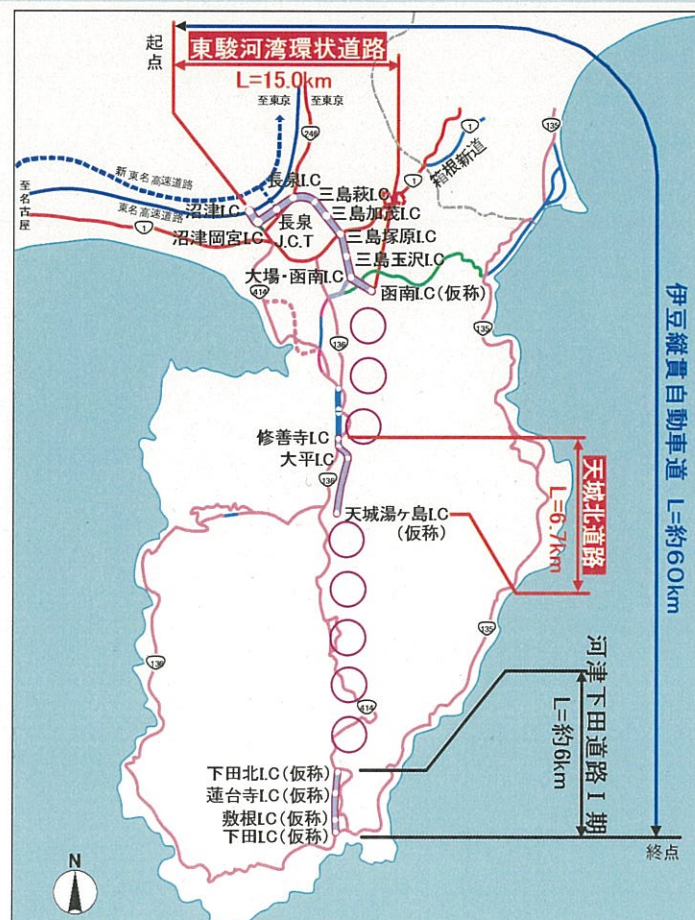 起点
東駿河湾環状道路
L=15.0km
至東京
至東京
246
1
1
箱根新道
135
至名古屋
新東名高速道路
東名高速道路
1
長泉I.C
沼津I.C
三島萩I.C
三島加茂I.C
長泉
J.C.T
沼津岡宮I.C
三島塚原I.C
三島玉沢I.C
大場・函南I.C
函南I.C(仮称)
414
135
136
伊豆縦貫自動車道 L=約60km
修善寺I.C
大平I.C
136
天城北道路
L=6.7km
天城湯ヶ島I.C
(仮称)
135
136
河津下田道路Ⅰ期
L=約6km
414
下田北I.C(仮称)
蓮台寺I.C(仮称)
敷根I.C(仮称)
下田I.C(仮称)
終点
N